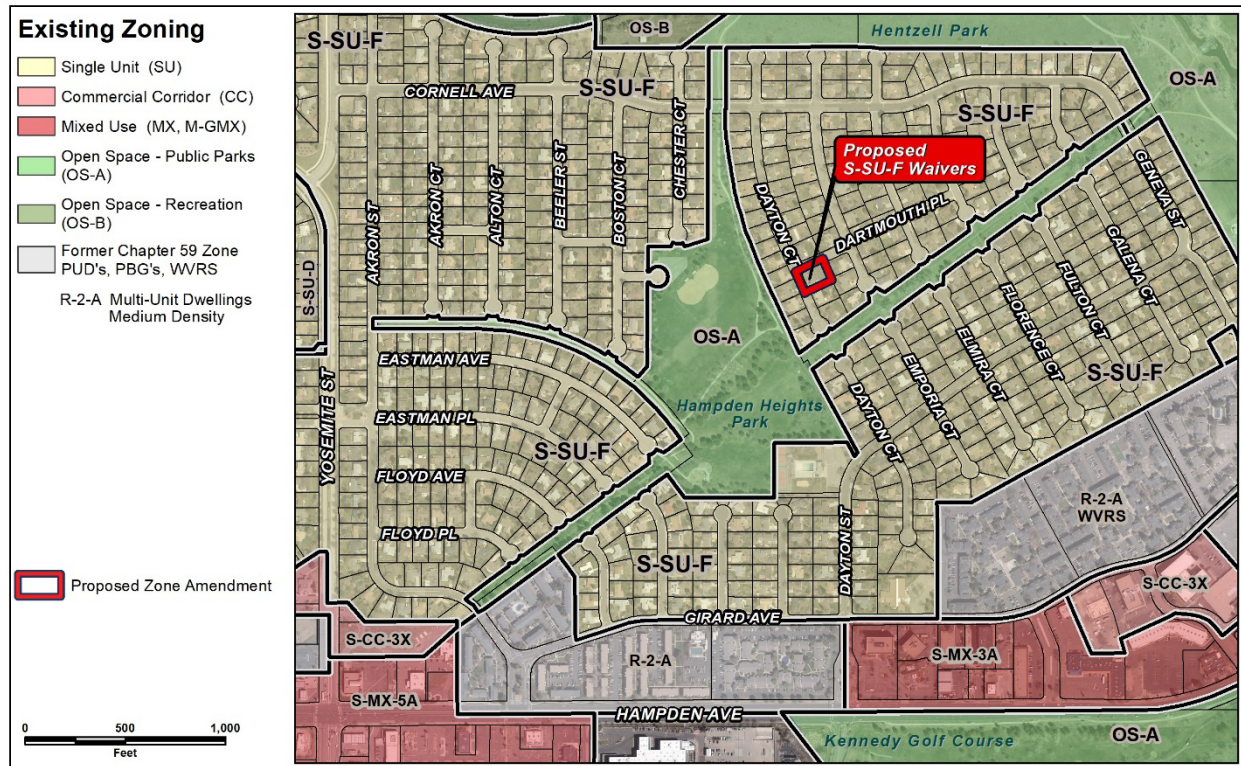 Existing Zoning
Single Unit (SU)
Commercial Corridor (CC)
Mixed Use (MX, M-GMX)
Open Space - Public Parks
(OS-A)
Open Space - Recreation
(OS-B)
Former Chapter 59 Zone
PUD's, PBG's, WVRS
R-2-A Multi-Unit Dwellings
Medium Density
Proposed Zone Amendment
0 500 1,000
Feet
OS-B
Hentzell Park
S-SU-F
S-SU-F
CORNELL AVE
OS-A
S-SU-F
Proposed
S-SU-F Waivers
CHESTER CT
AKRON CT
ALTON CT
BEELER ST
BOSTON CT
AKRON ST
DAYTON CT
DARTMOUTH PL
GENEVA ST
GALENA CT
FULTON CT
FLORENCE CT
ELMIRA CT
EMPORIA CT
DAYTON CT
S-SU-D
OS-A
S-SU-F
EASTMAN AVE
Hampden Heights
Park
EASTMAN PL
YOSEMITE ST
S-SU-F
FLOYD AVE
FLOYD PL
R-2-A
WVRS
DAYTON ST
S-SU-F
S-CC-3X
GIRARD AVE
S-CC-3X
R-2-A
S-MX-3A
S-MX-5A
HAMPDEN AVE
Kennedy Golf Course
OS-A